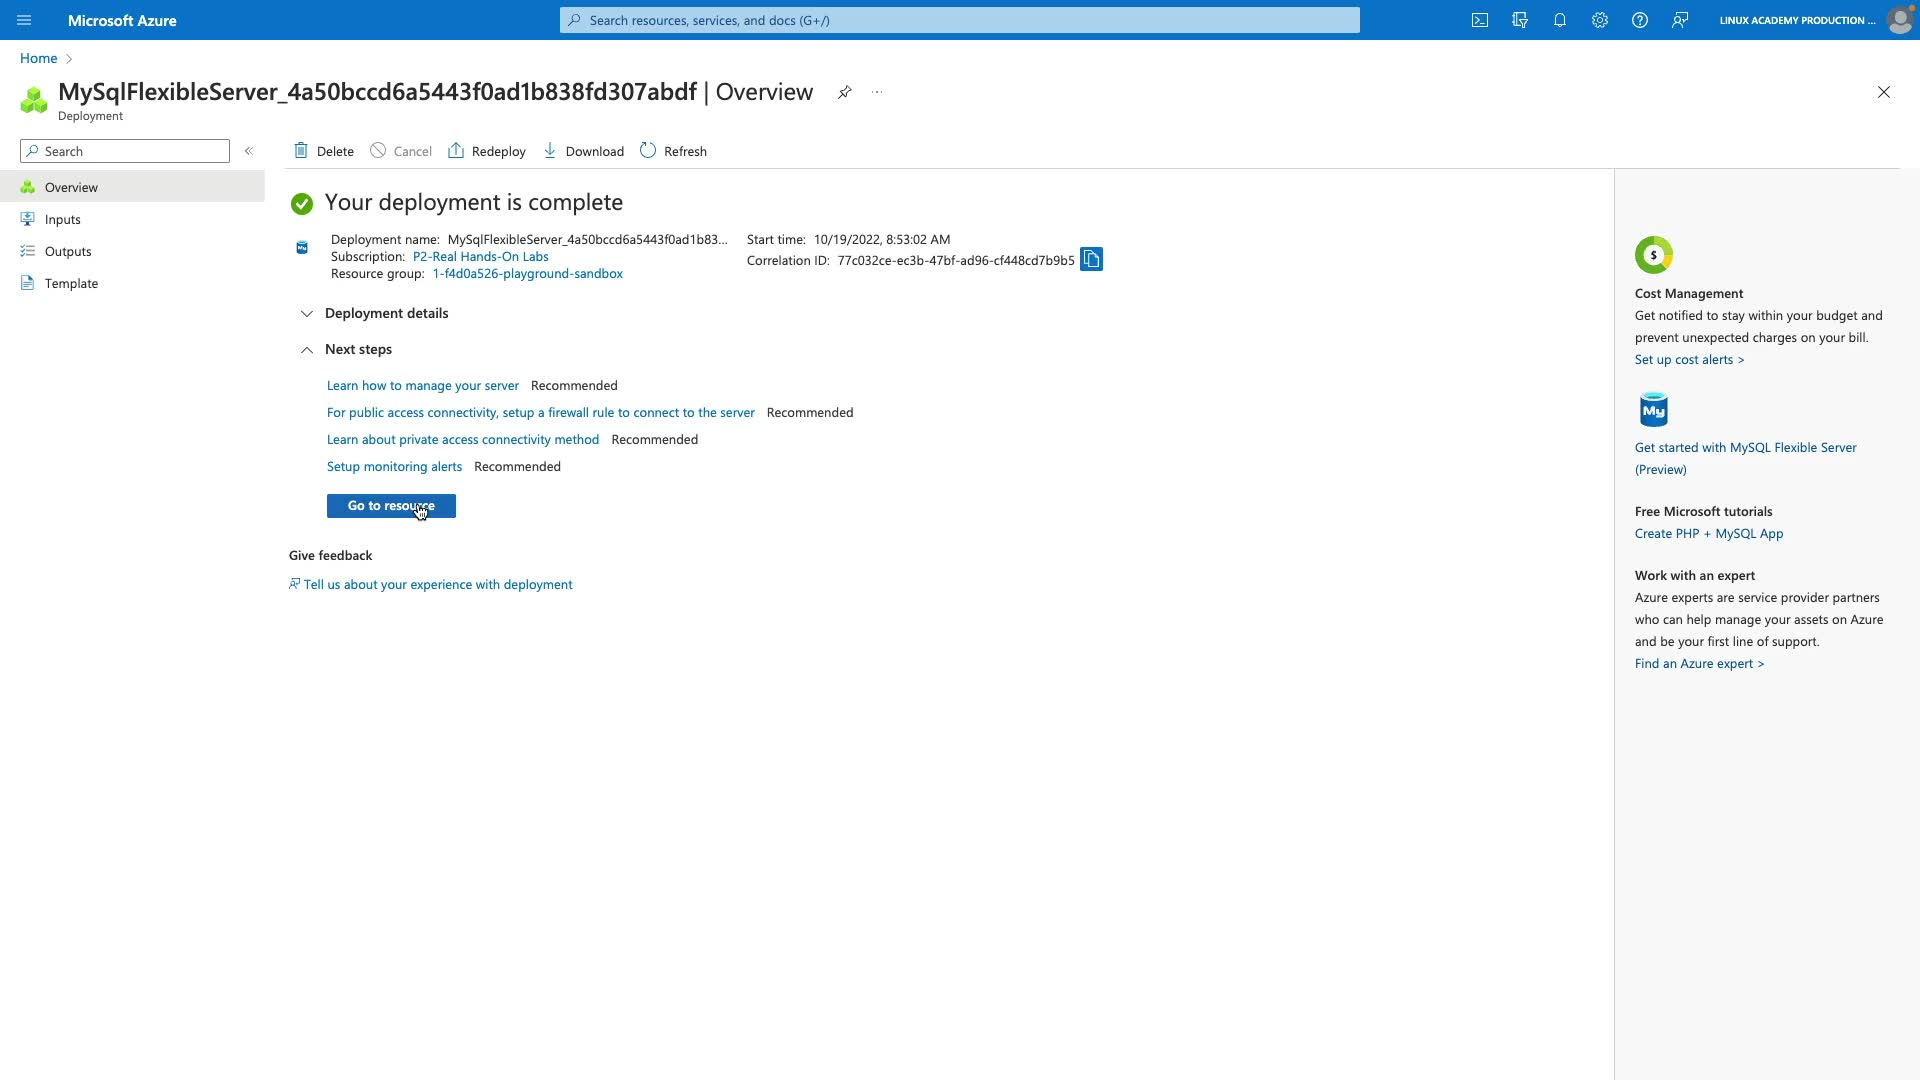 Microsoft Azure
Search resources, services, and docs (G+/)
LINUX ACADEMY PRODUCTION ...
Home
MySqlFlexibleServer_4a50bccd6a5443f0ad1b838fd307abdf | Overview
Deployment
Search
Delete
Cancel
Redeploy
Download
Refresh
Overview
Inputs
Outputs
Template
Your deployment is complete
My
Deployment name: MySqlFlexibleServer_4a50bccd6a5443f0ad1b83...
Subscription: P2-Real Hands-On Labs
Resource group: 1-f4d0a526-playground-sandbox
Start time: 10/19/2022, 8:53:02 AM
Correlation ID: 77c032ce-ec3b-47bf-ad96-cf448cd7b9b5
Deployment details
Next steps
Learn how to manage your server Recommended
For public access connectivity, setup a firewall rule to connect to the server Recommended
Learn about private access connectivity method Recommended
Setup monitoring alerts Recommended
Go to resource
Give feedback
Tell us about your experience with deployment
$
Cost Management
Get notified to stay within your budget and
prevent unexpected charges on your bill.
Set up cost alerts >
My
Get started with MySQL Flexible Server
(Preview)
Free Microsoft tutorials
Create PHP + MySQL App
Work with an expert
Azure experts are service provider partners
who can help manage your assets on Azure
and be your first line of support.
Find an Azure expert >